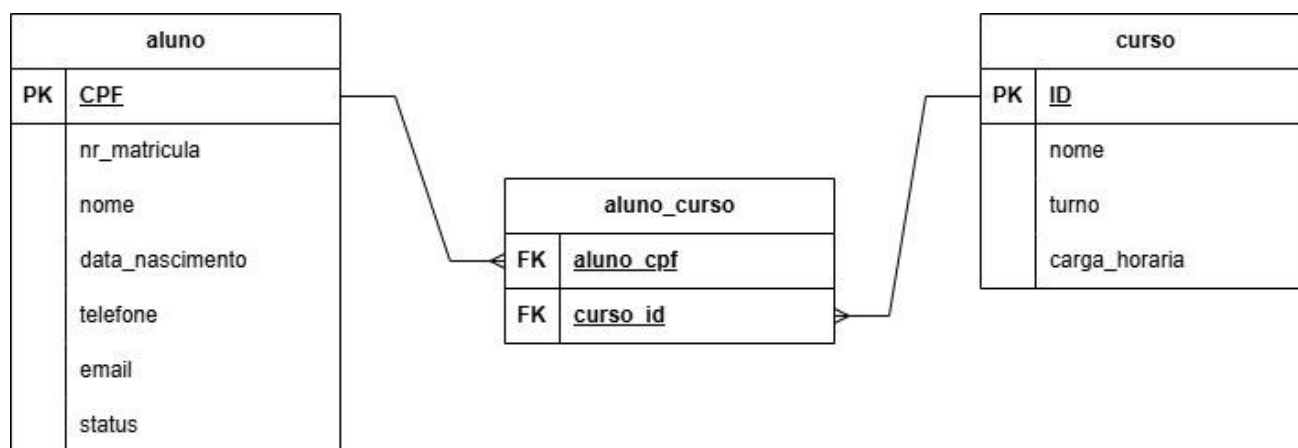 aluno
PK CPF
nr_matricula
nome
data_nascimento
telefone
email
status
aluno_curso
FK aluno_cpf
FK curso_id
curso
PK ID
nome
turno
carga_horaria